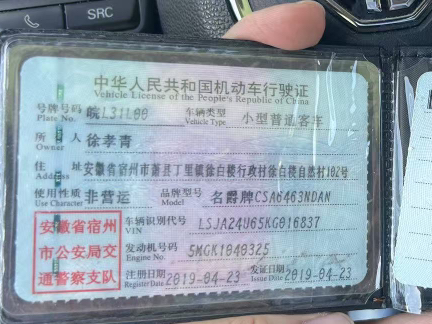 SRC
中华人民共和国机动车行驶证
Vehicle License of the People's Republic of China
号牌号码 皖L31L00 车辆类型 小型普通客车
Plate No. Vehicle Type
所有人 徐孝青
Owner
住址 安徽省宿州市萧县丁里镇徐白楼行政村徐白楼自然村102号
Address
使用性质 非营运 品牌型号 名爵牌CSA6463NDAN
Use Character Model
安徽省宿州
市公安局交
通警察支队
车辆识别代号 LSJA24U65KG016837
VIN
发动机号码 5MGK1840325
Engine No.
注册日期 2019-04-23 发证日期 2019-04-23
Register Date Issue Date